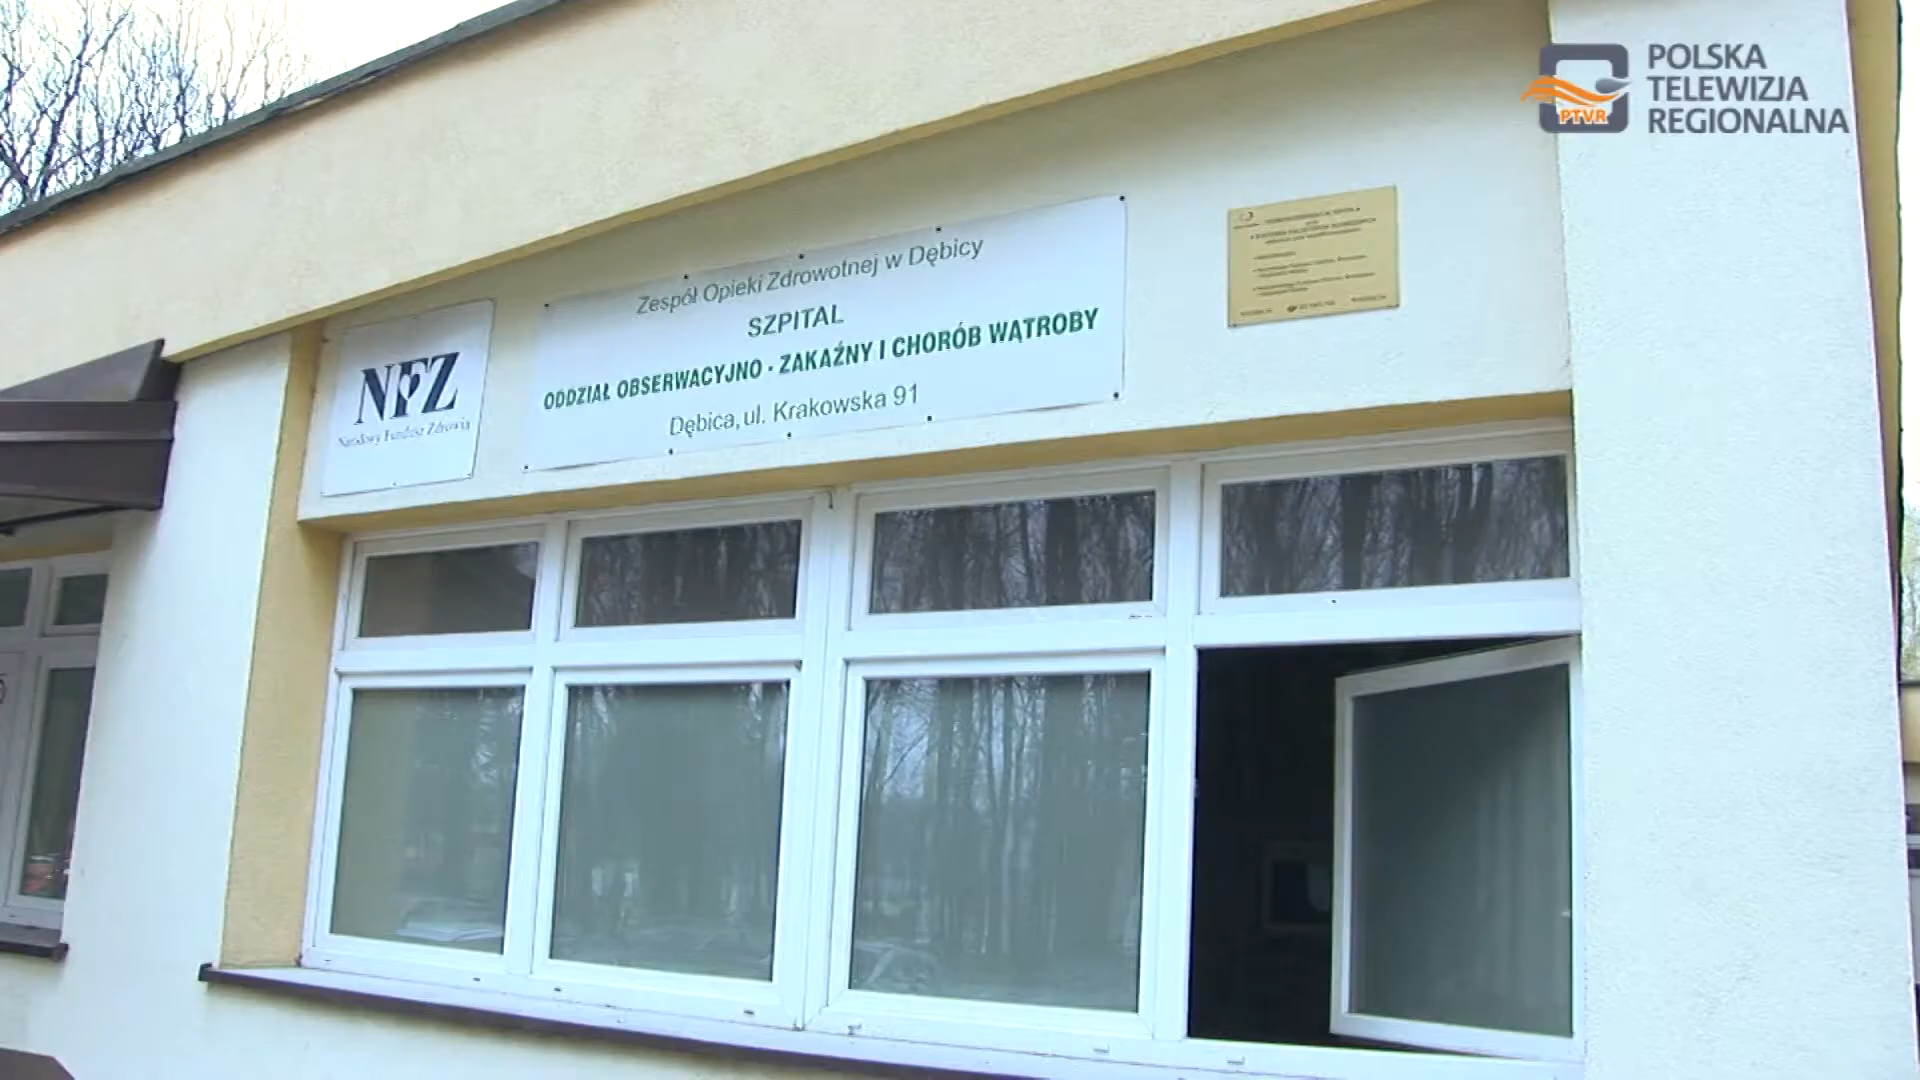 POLSKA
TELEWIZJA
REGIONALNA
PTVR
Zespół Opieki Zdrowotnej w Dębicy
SZPITAL
ODDZIAŁ OBSERWACYJNO - ZAKAŹNY I CHORÓB WĄTROBY
Dębica, ul. Krakowska 91
NFZ
Narodowy Fundusz Zdrowia